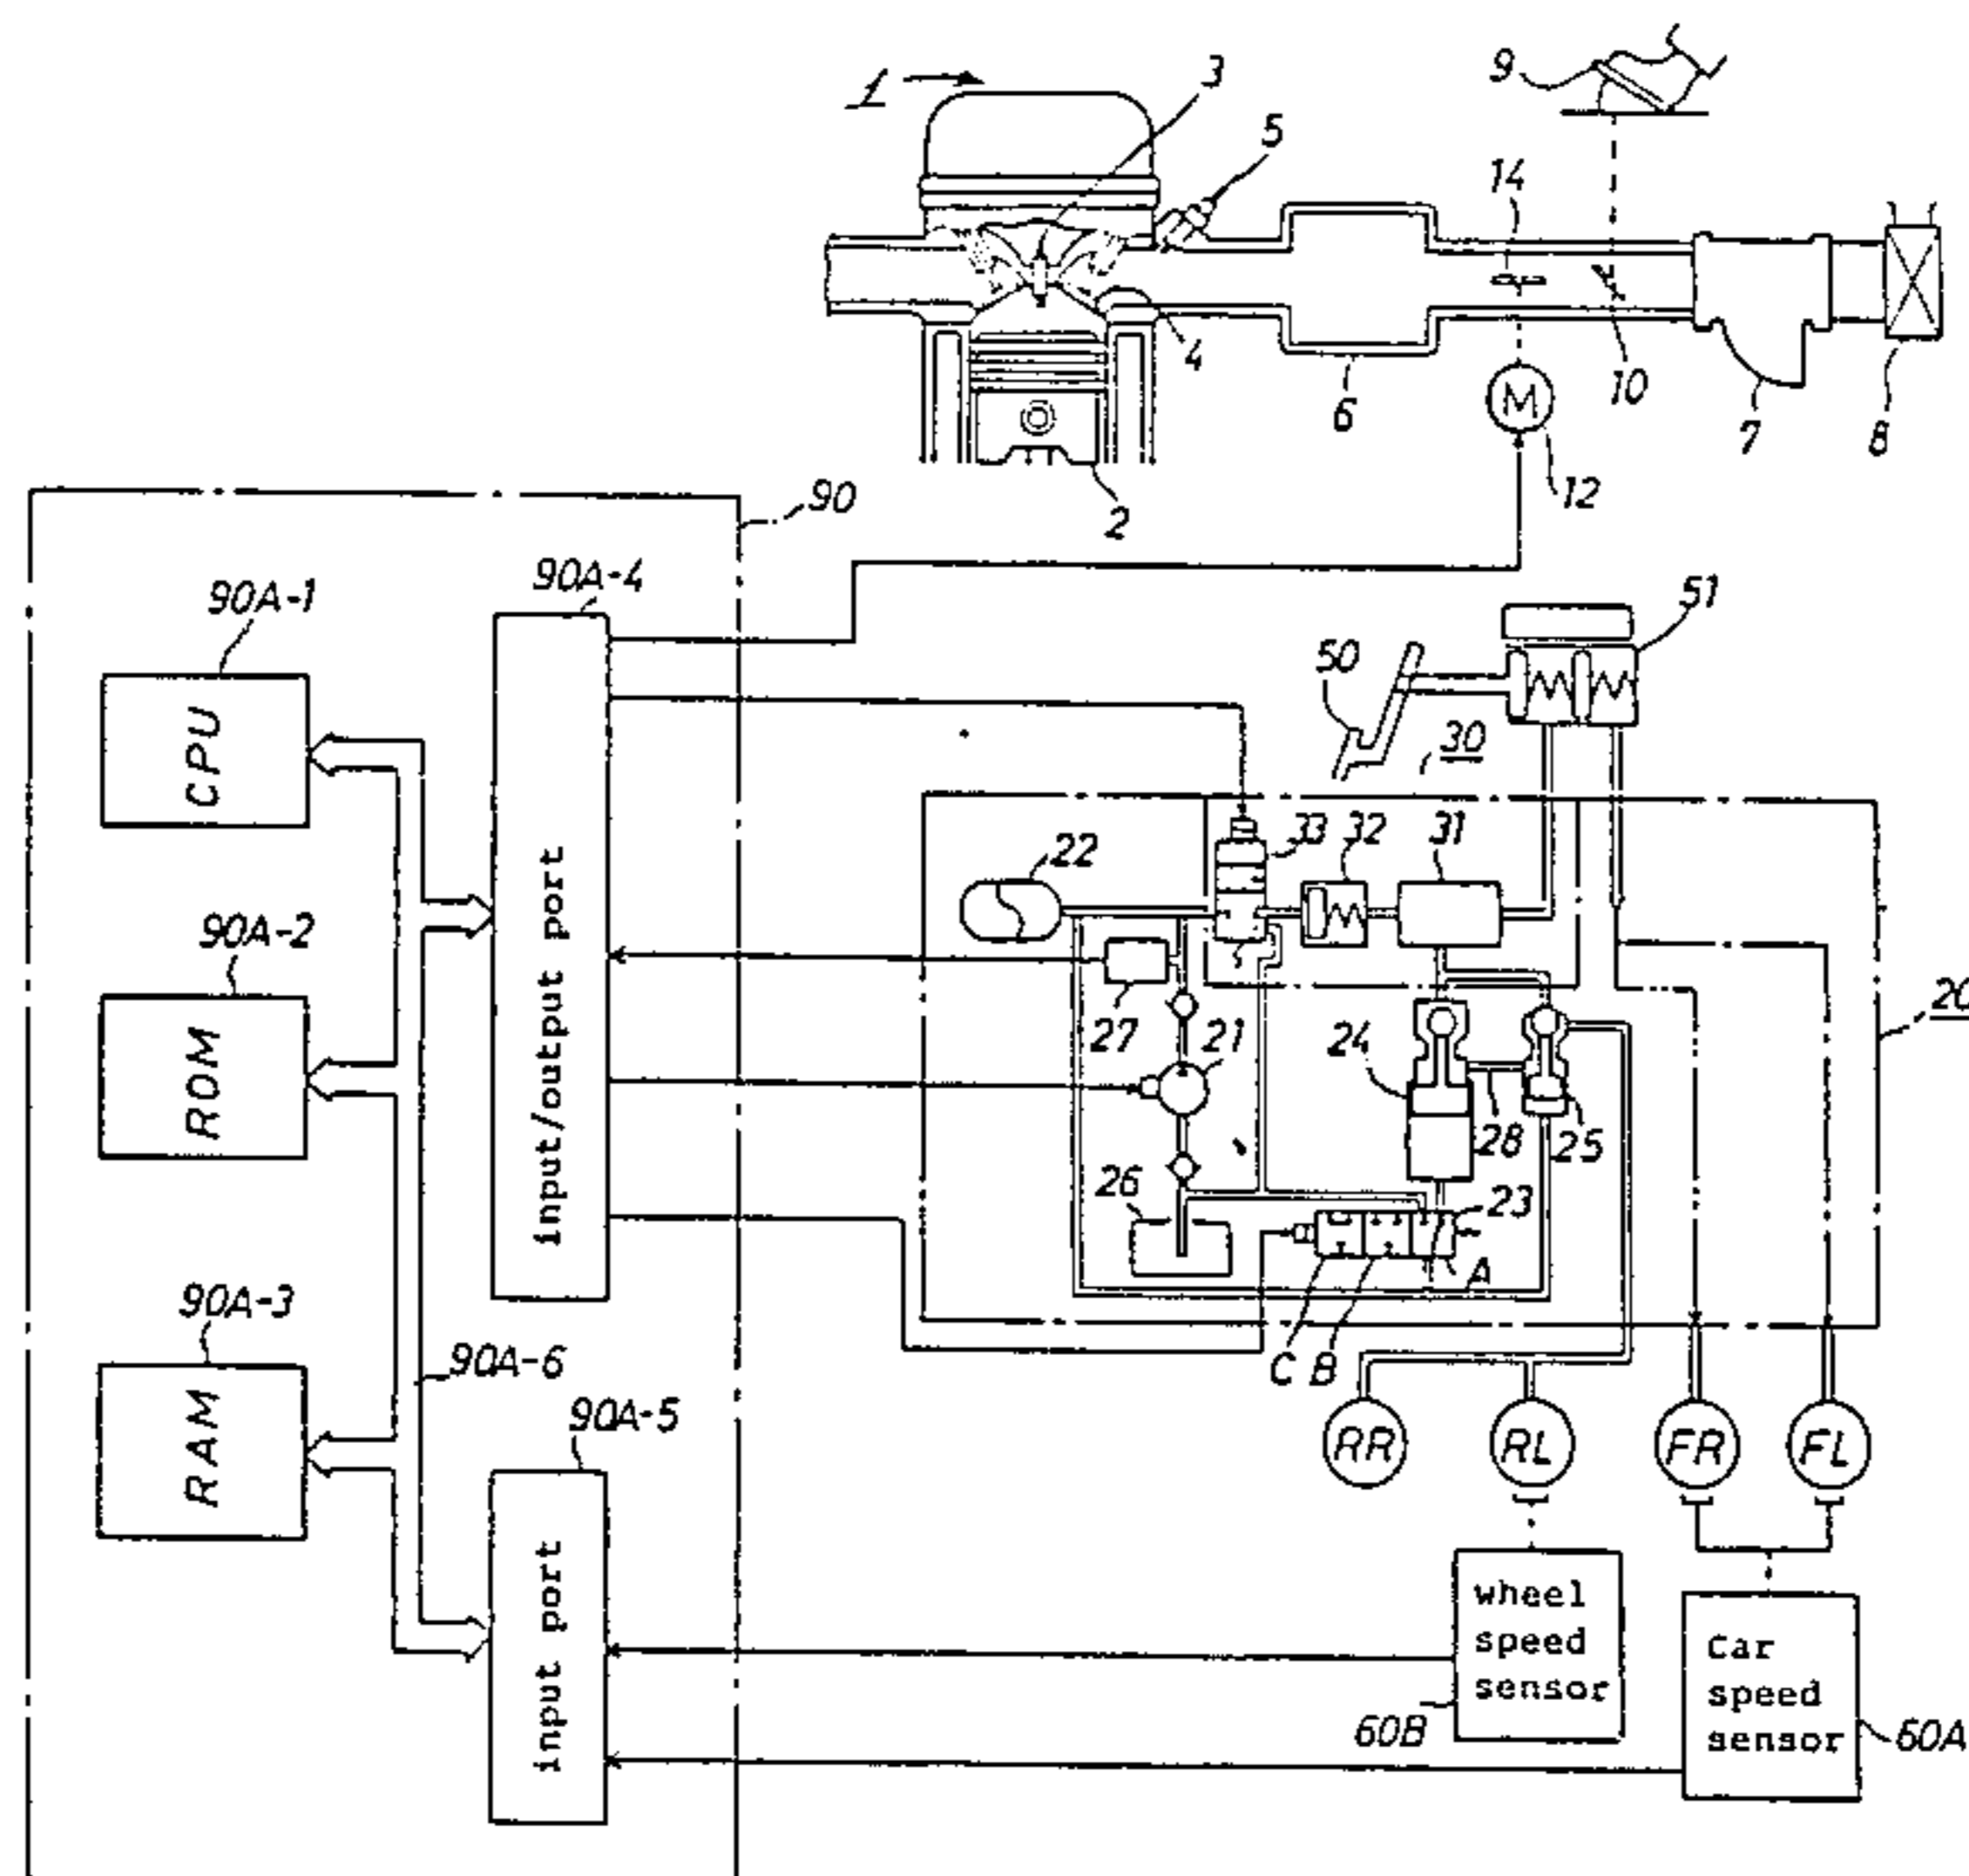 1
3
9
5
14
4
6
10
7
8
M
12
2
90
90A-4
90A-1
CPU
input/output port
51
50
30
33
32
31
22
20
90A-2
ROM
27
21
24
28
25
26
23
A
C B
90A-3
RAM
90A-6
90A-5
input port
RR
RL
FR
FL
wheel
speed
sensor
60B
Car
speed
sensor
60A